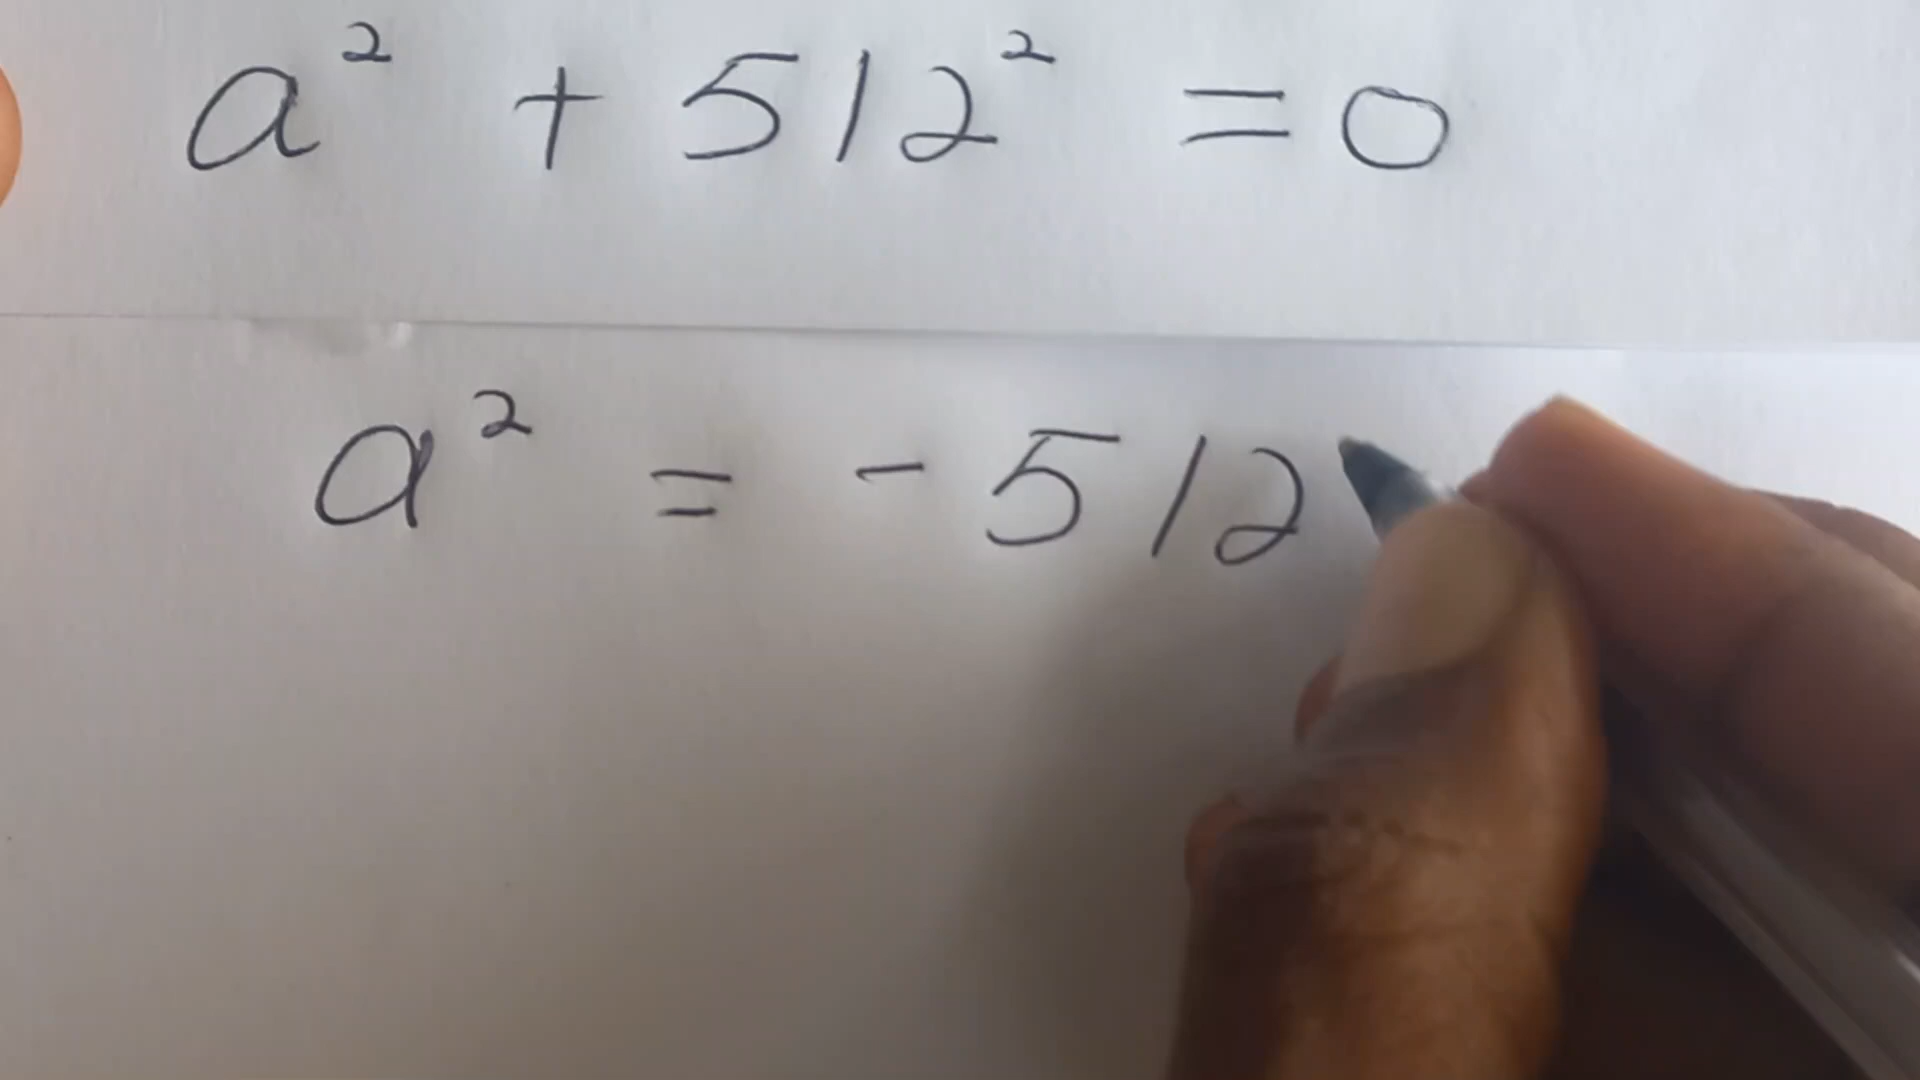 a² + 512² = 0
a² = -512